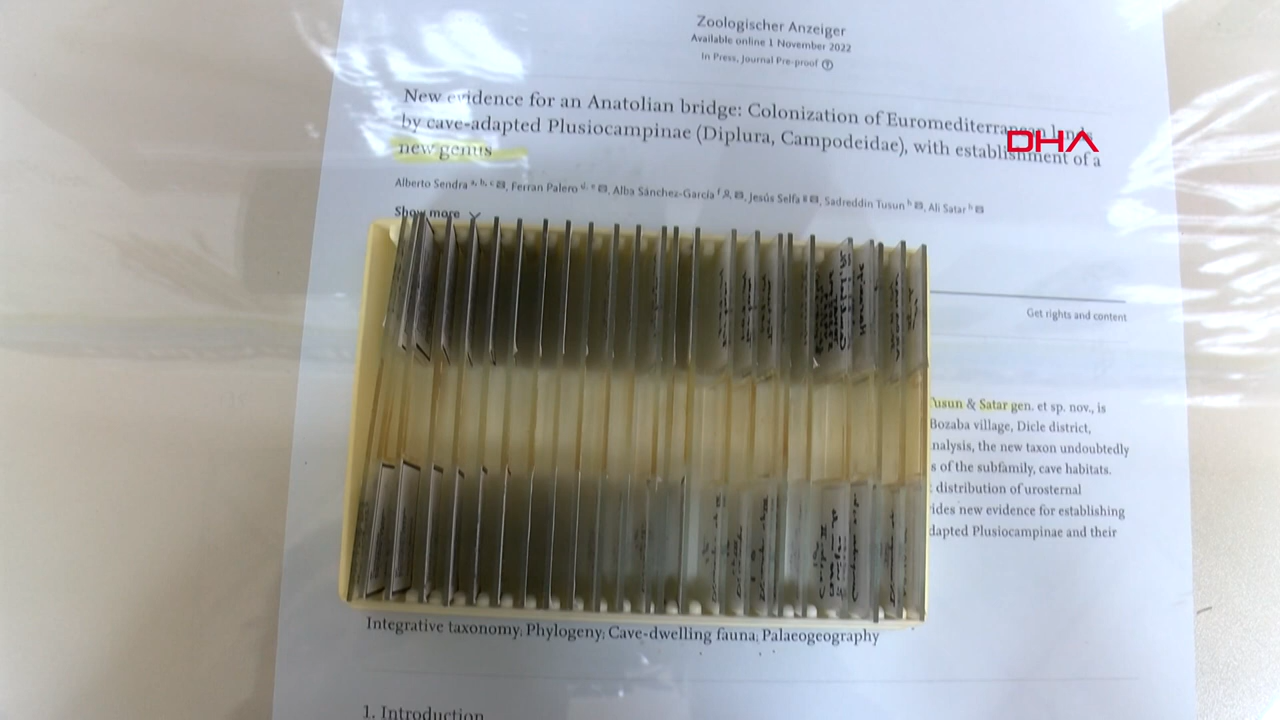 Zoologischer Anzeiger
Available online 1 November 2022
In Press, Journal Pre-proof ?
New evidence for an Anatolian bridge: Colonization of Euromediterranean lands
by cave-adapted Plusiocampinae (Diplura, Campodeidae), with establishment of a
new genus
DHA
Alberto Sendra a, b, c, Ferran Palero d, e, Alba Sánchez-García f, Jesús Selfa g, Sadreddin Tusun h, Ali Satar h
Show more
Get rights and content
Tusun & Satar gen. et sp. nov., is
Bozaba village, Dicle district,
nalysis, the new taxon undoubtedly
s of the subfamily, cave habitats.
distribution of urosternal
ides new evidence for establishing
dapted Plusiocampinae and their
Integrative taxonomy; Phylogeny; Cave-dwelling fauna; Palaeogeography
1. Introduction